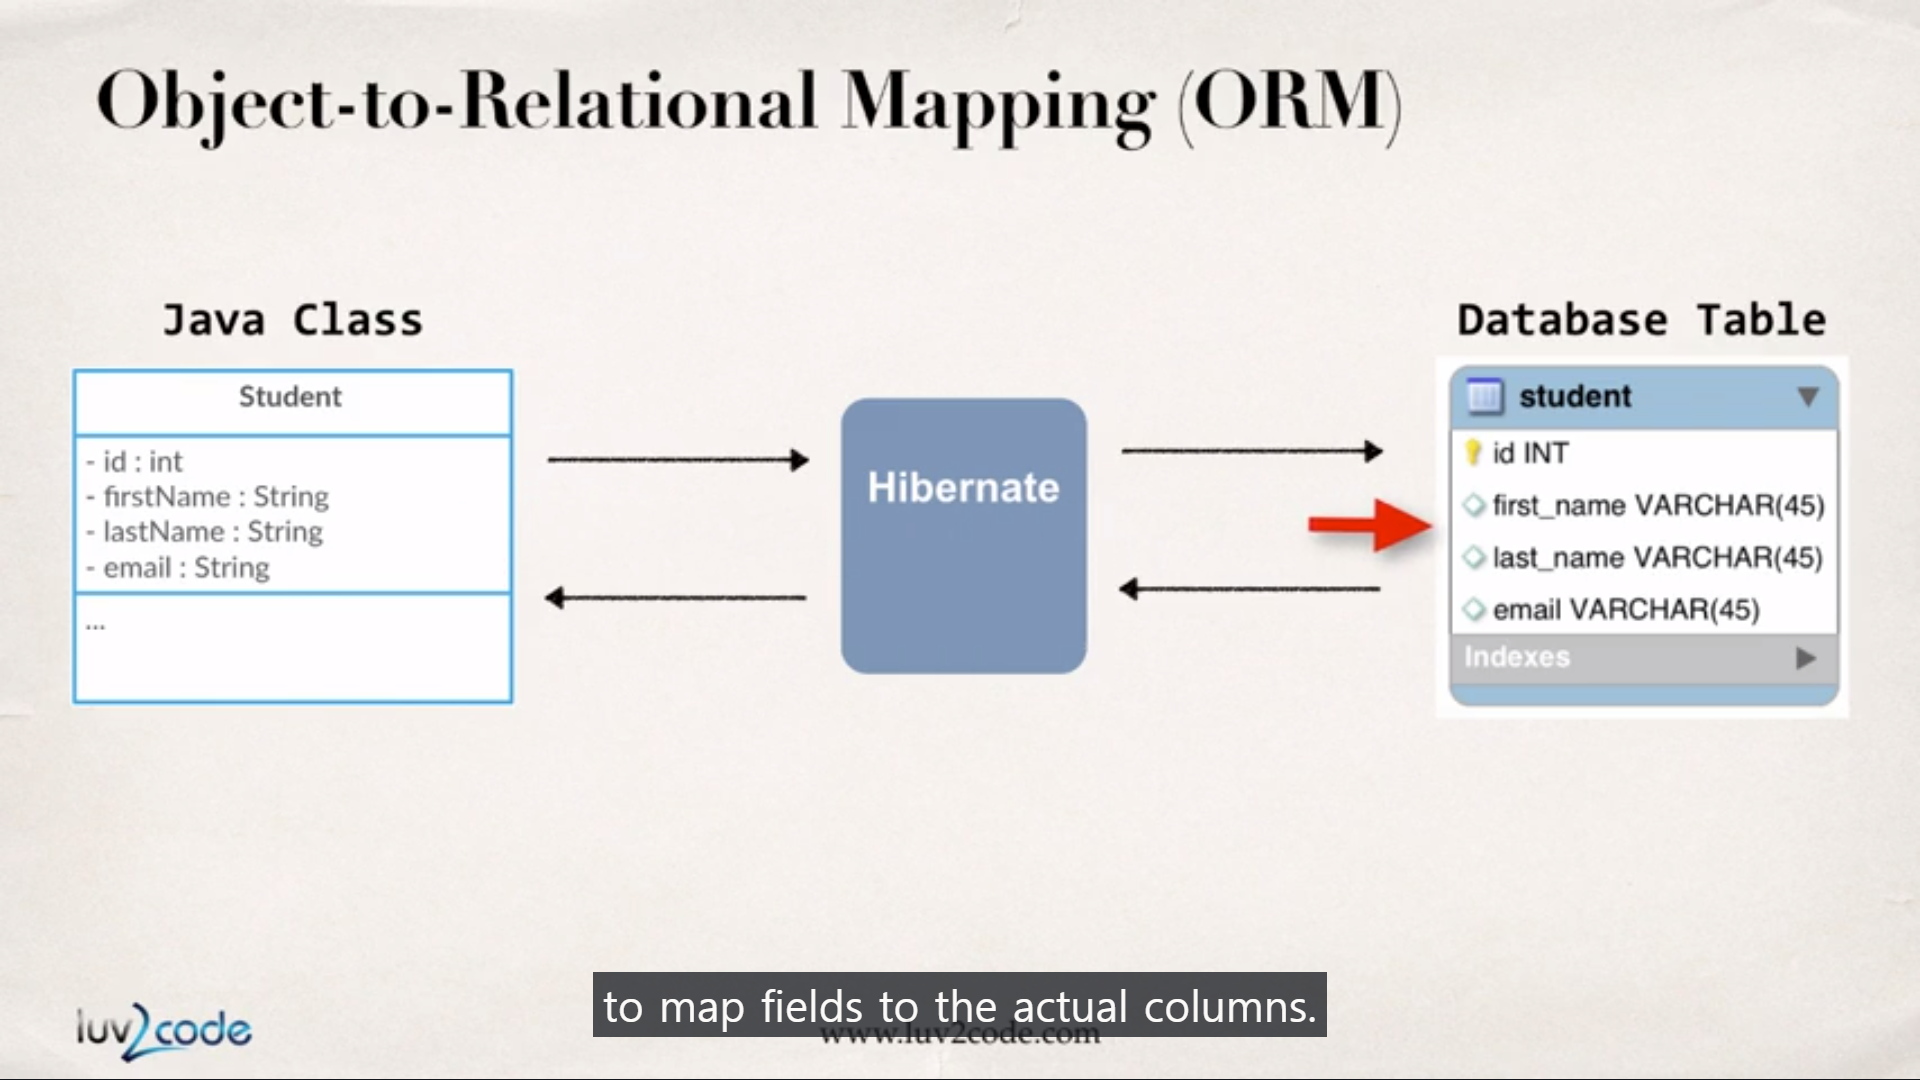 Object-to-Relational Mapping (ORM)
Java Class
Student
- id : int
- firstName : String
- lastName : String
- email : String
...
Hibernate
Database Table
student
id INT
first_name VARCHAR(45)
last_name VARCHAR(45)
email VARCHAR(45)
Indexes
to map fields to the actual columns.
luv2code
www.luv2code.com